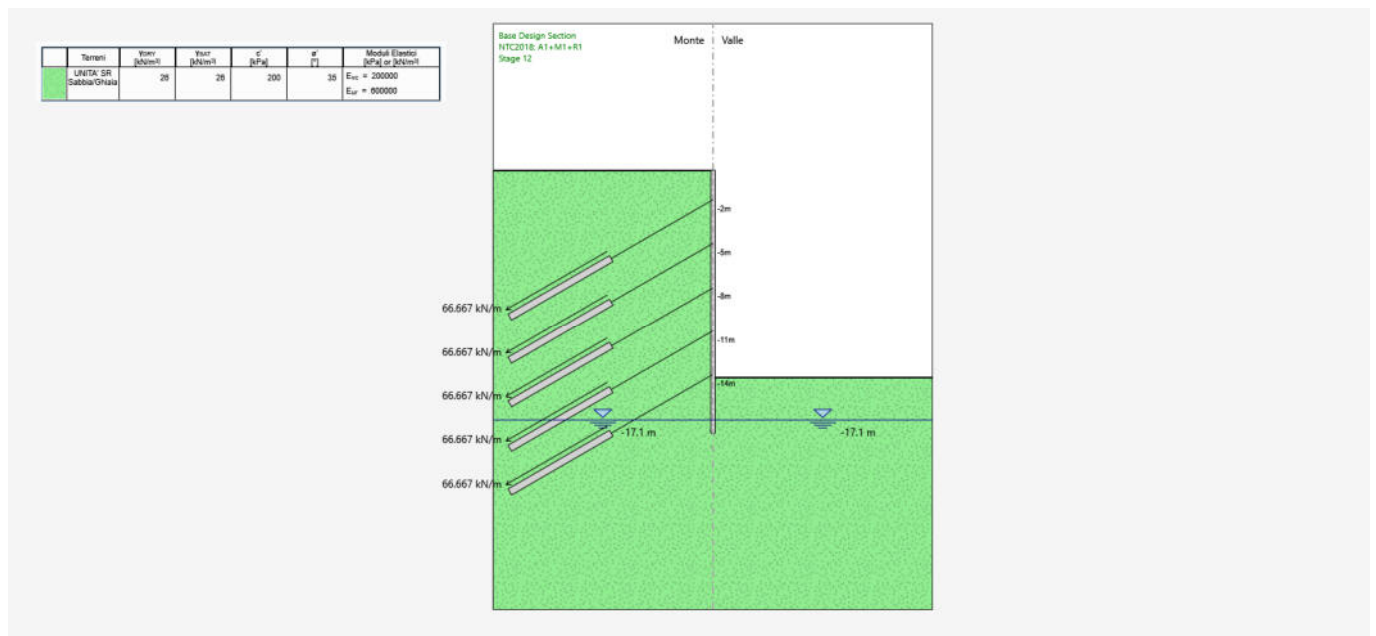 Terreni γDRY γSAT c' ø' Moduli Elastici
[kN/m³] [kN/m³] [kPa] [°] [kPa] or [kN/m³]
UNITA' SR 26 26 200 35 Evc = 200000
Sabbia/Ghiaia
Eur = 600000
Base Design Section
NTC2018: A1+M1+R1
Stage 12
Monte Valle
-2m
-5m
-8m
66.667 kN/m
-11m
66.667 kN/m
-14m
66.667 kN/m
-17.1 m -17.1 m
66.667 kN/m
66.667 kN/m